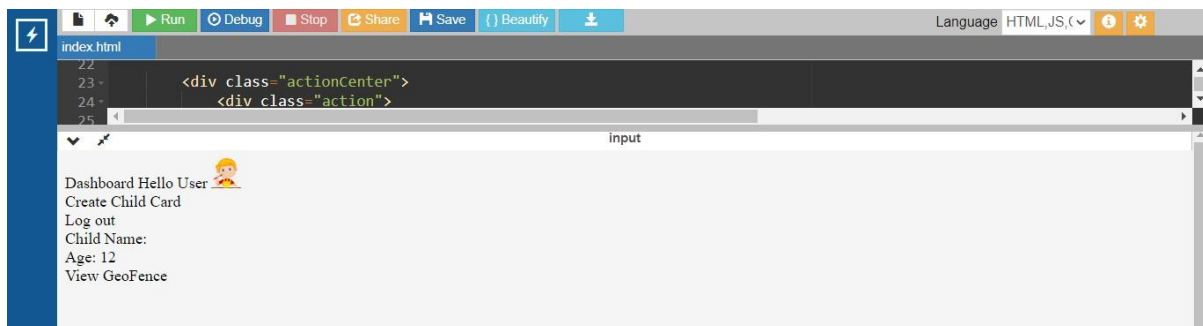 Run Debug Stop Share Save { } Beautify
Language HTML,JS,(
index.html
22
23 <div class="actionCenter">
24 <div class="action">
25
input
Dashboard Hello User
Create Child Card
Log out
Child Name:
Age: 12
View GeoFence